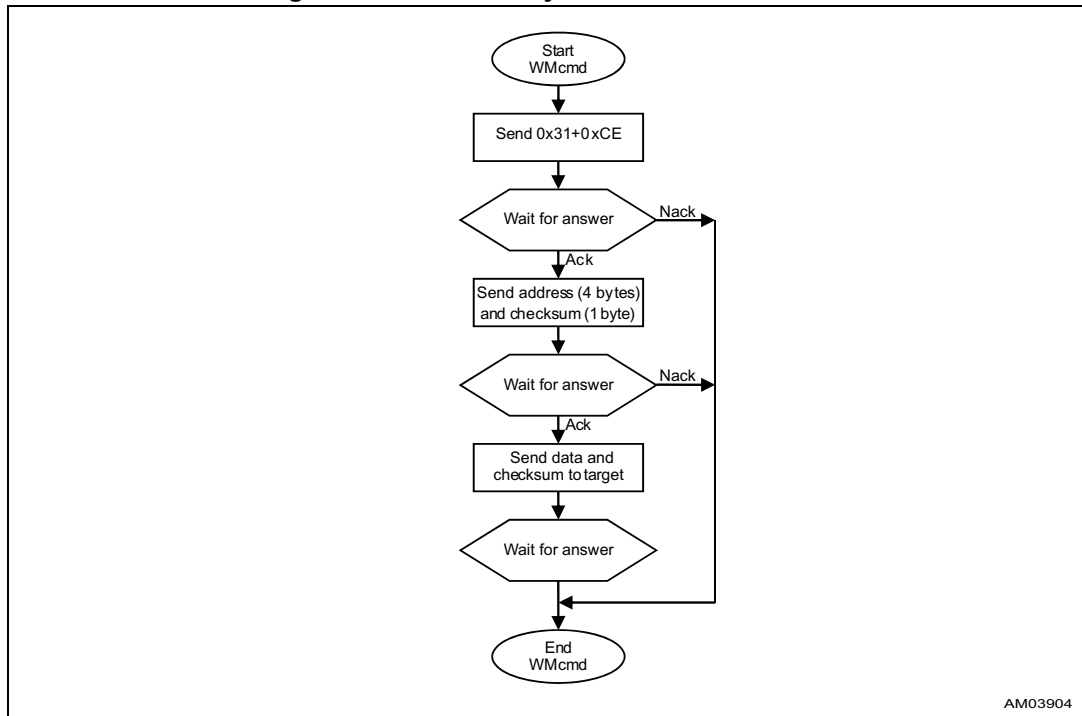 Start
WMcmd
Send 0x31+0xCE
Wait for answer
Nack
Ack
Send address (4 bytes)
and checksum (1 byte)
Wait for answer
Nack
Ack
Send data and
checksum to target
Wait for answer
End
WMcmd
AM03904